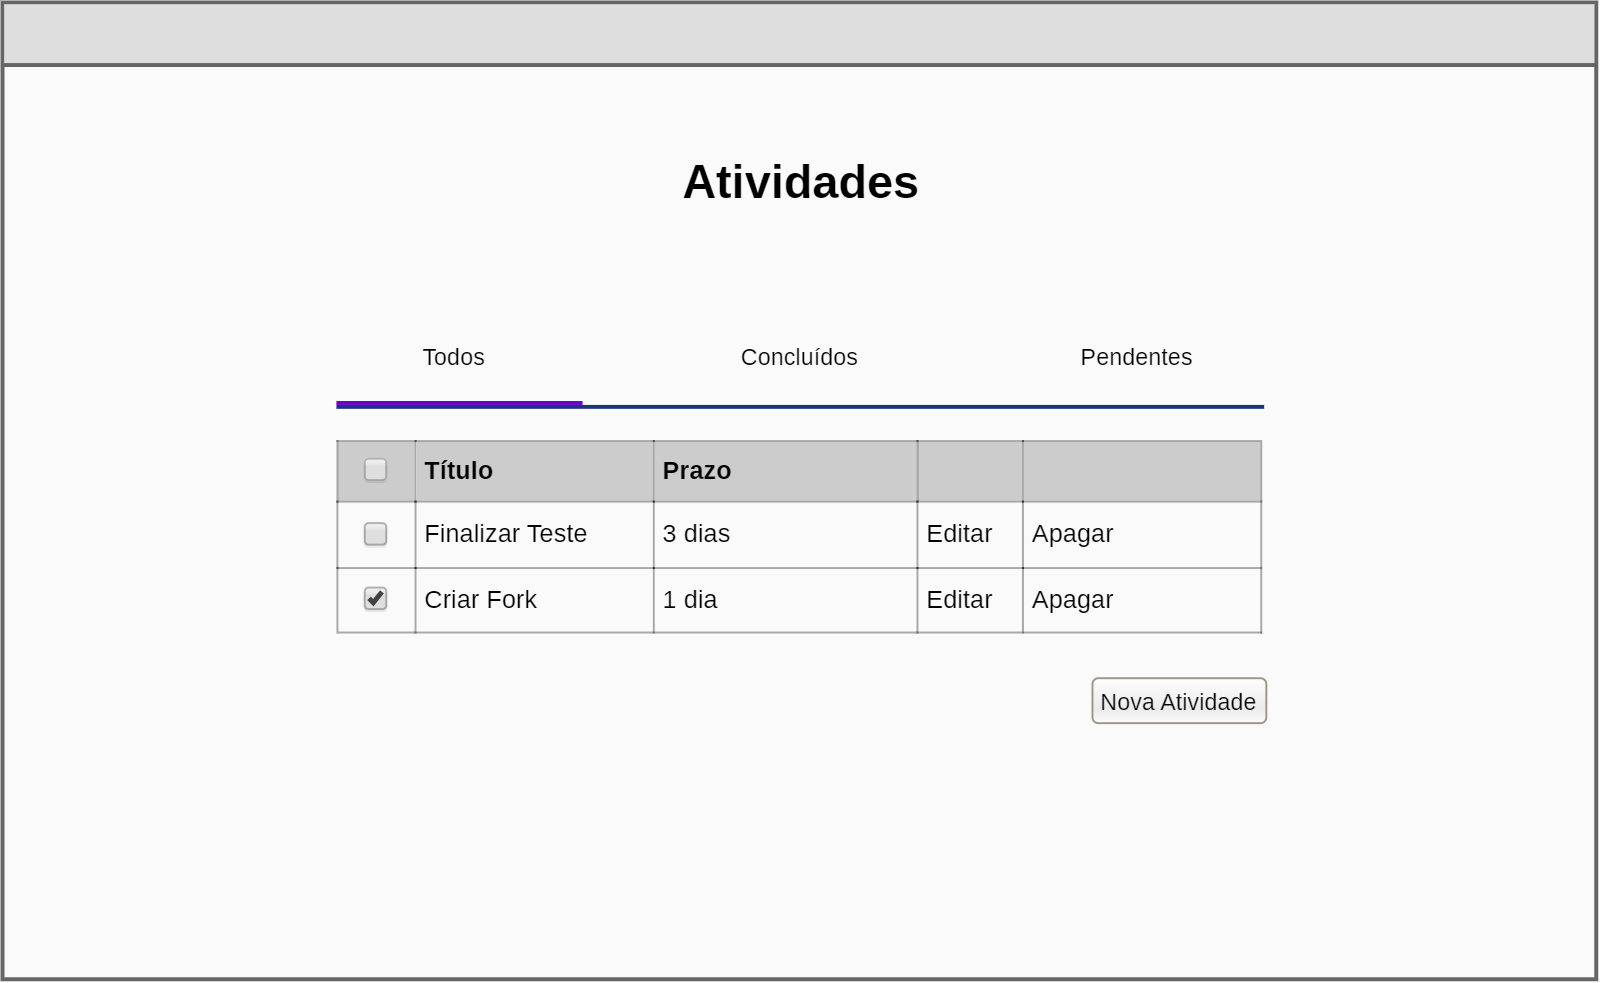 Atividades
Todos Concluídos Pendentes
Título Prazo
Finalizar Teste 3 dias Editar Apagar
Criar Fork 1 dia Editar Apagar
Nova Atividade